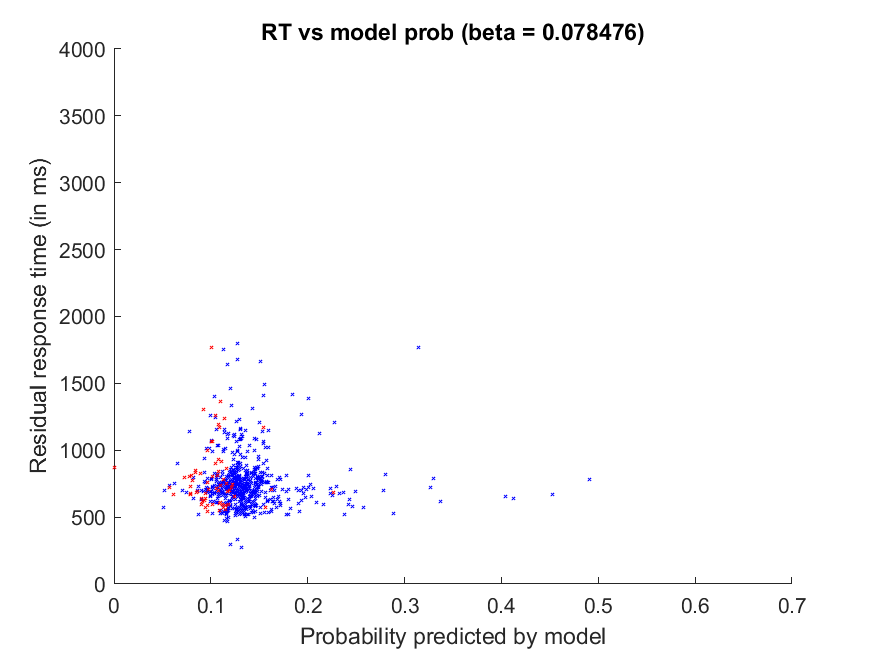 RT vs model prob (beta = 0.078476)
4000
3500
3000
2500
2000
1500
1000
500
0
Residual response time (in ms)
0 0.1 0.2 0.3 0.4 0.5 0.6 0.7
Probability predicted by model